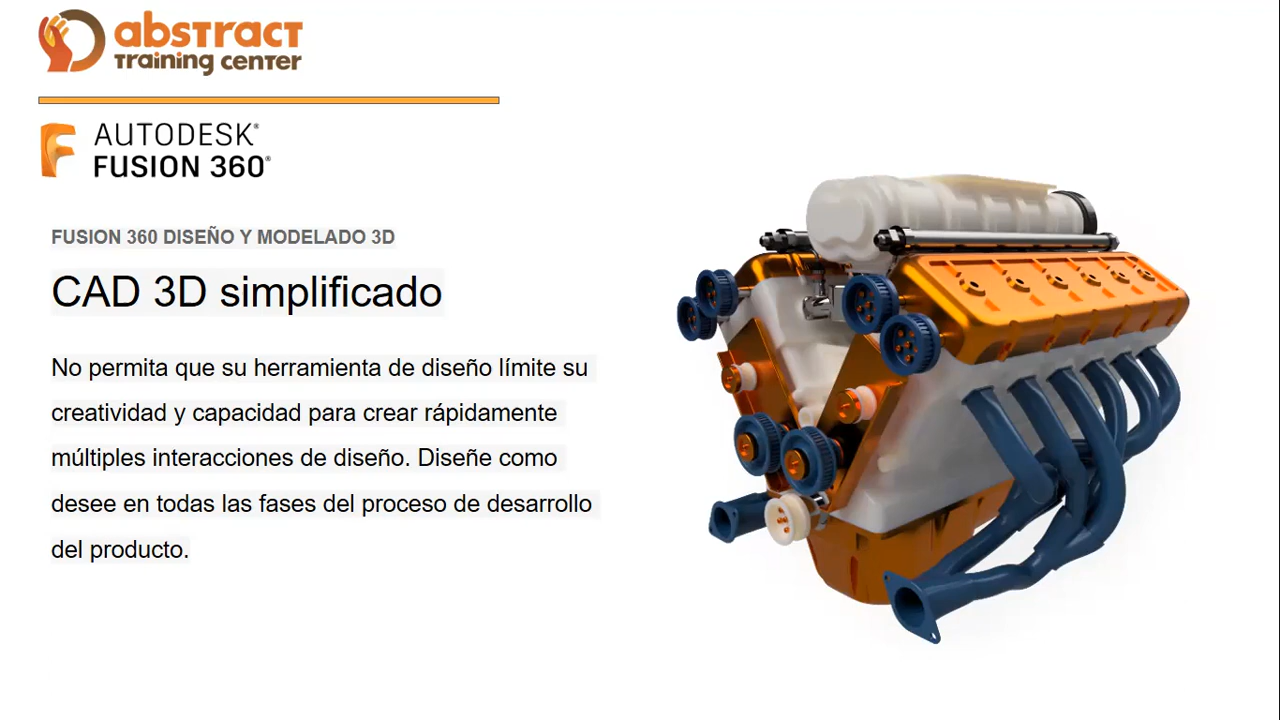 abstract
Training center
AUTODESK®
FUSION 360®
FUSION 360 DISEÑO Y MODELADO 3D
CAD 3D simplificado
No permita que su herramienta de diseño límite su
creatividad y capacidad para crear rápidamente
múltiples interacciones de diseño. Diseñe como
desee en todas las fases del proceso de desarrollo
del producto.